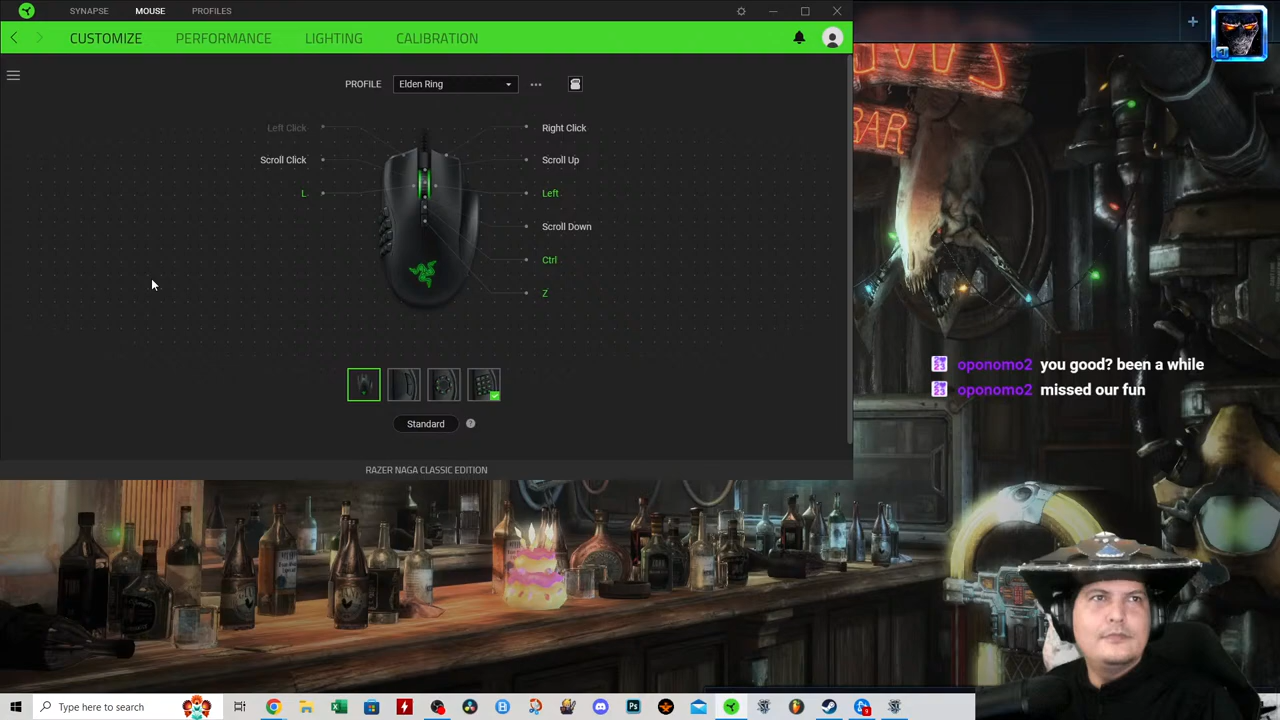 SYNAPSE MOUSE PROFILES
CUSTOMIZE PERFORMANCE LIGHTING CALIBRATION
PROFILE Elden Ring
Left Click
Right Click
Scroll Click
Scroll Up
L
Left
Scroll Down
Ctrl
Z
Standard
RAZER NAGA CLASSIC EDITION
oponomo2 you good? been a while
oponomo2 missed our fun
Type here to search